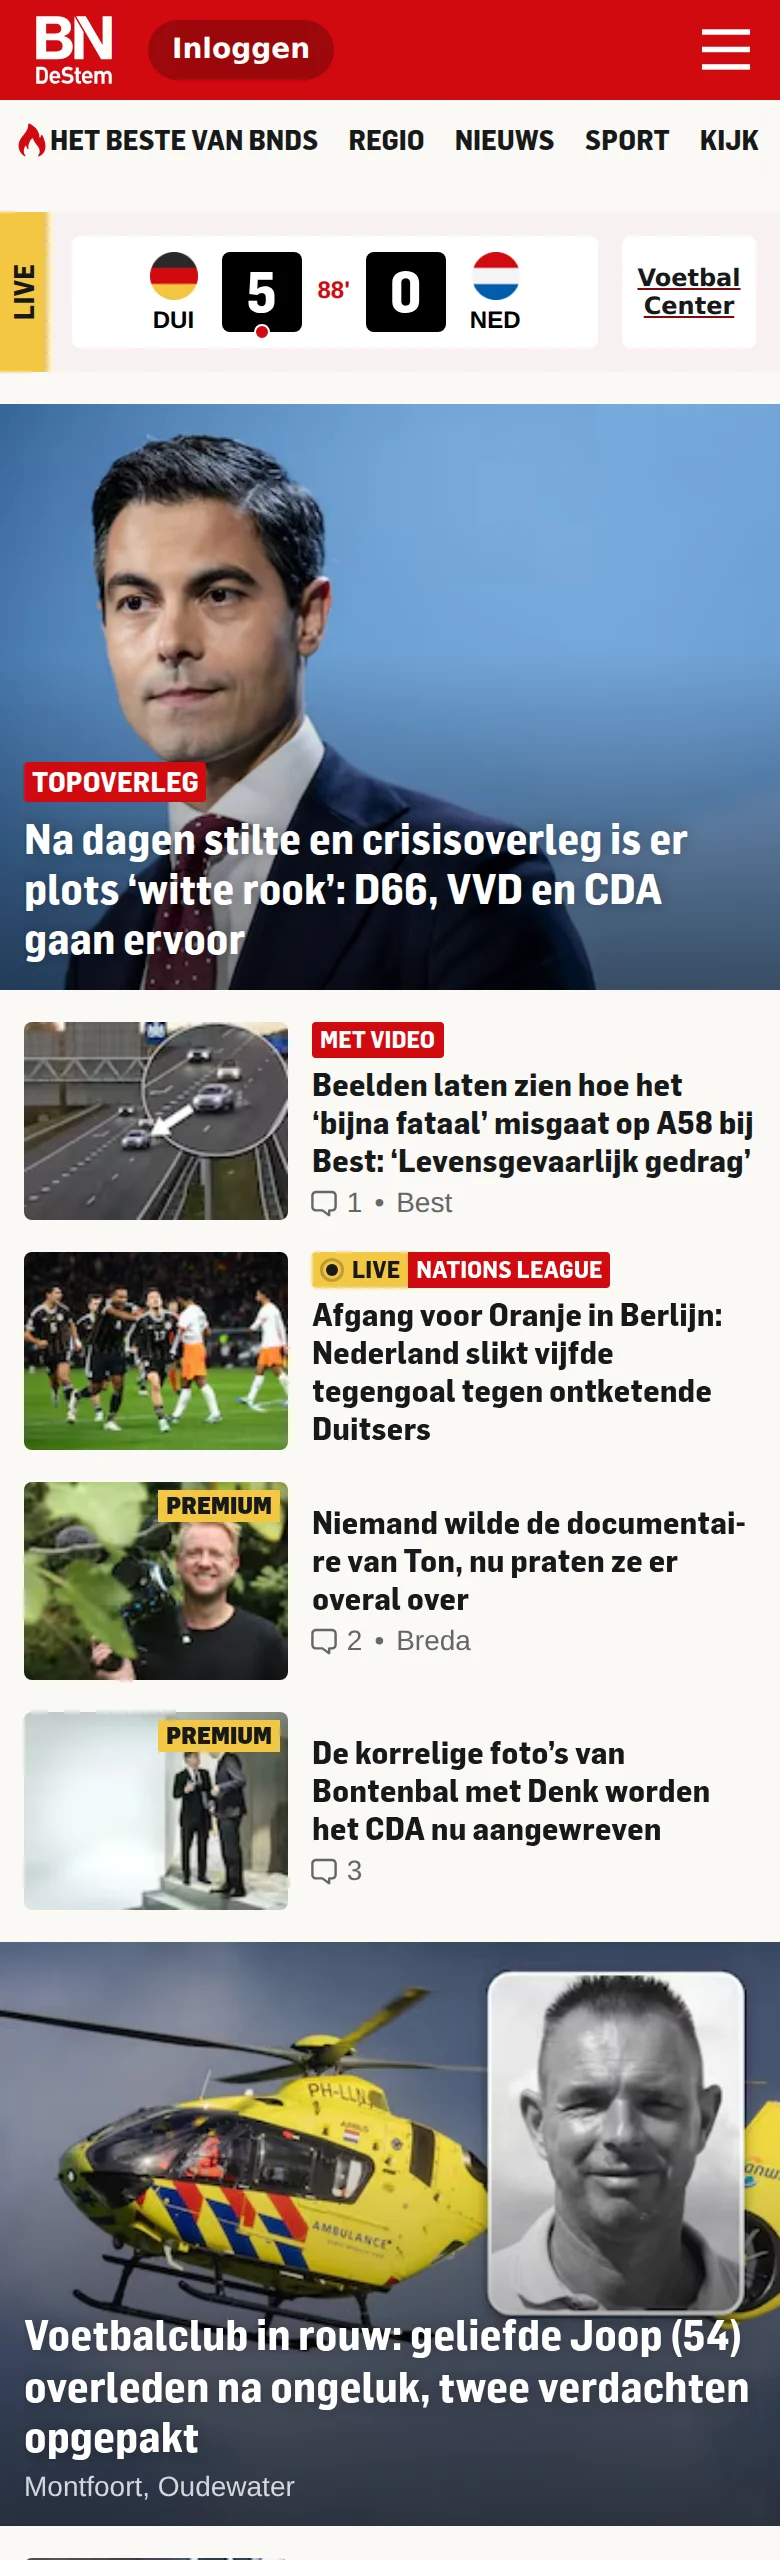 BN
DeStem
Inloggen
HET BESTE VAN BNDS REGIO NIEUWS SPORT KIJK
LIVE
DUI
5
88'
0
NED
Voetbal
Center
TOPOVERLEG
Na dagen stilte en crisisoverleg is er
plots ‘witte rook’: D66, VVD en CDA
gaan ervoor
MET VIDEO
Beelden laten zien hoe het
‘bijna fataal’ misgaat op A58 bij
Best: ‘Levensgevaarlijk gedrag’
1 • Best
LIVE NATIONS LEAGUE
Afgang voor Oranje in Berlijn:
Nederland slikt vijfde
tegengoal tegen ontketende
Duitsers
PREMIUM
Niemand wilde de documentai-
re van Ton, nu praten ze er
overal over
2 • Breda
PREMIUM
De korrelige foto’s van
Bontenbal met Denk worden
het CDA nu aangewreven
3
PH-LLN
AMBULANCE
anw
Voetbalclub in rouw: geliefde Joop (54)
overleden na ongeluk, twee verdachten
opgepakt
Montfoort, Oudewater